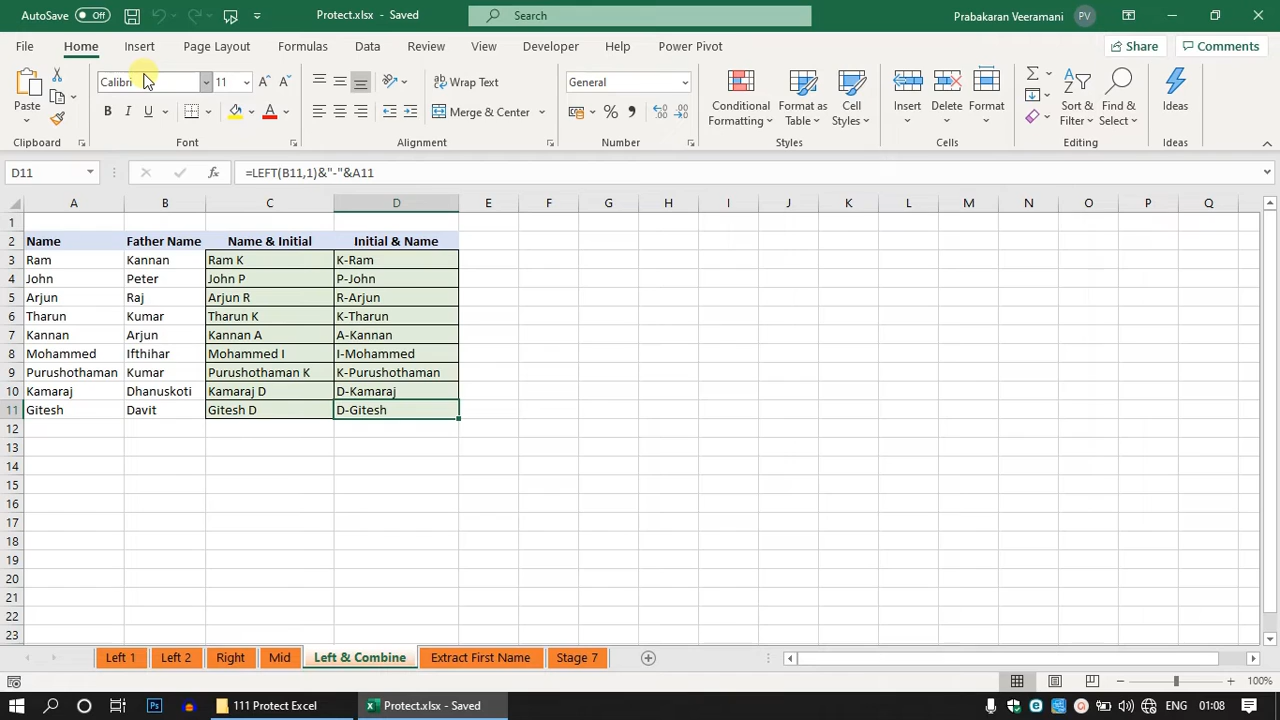 AutoSave Off Protect.xlsx - Saved Search Prabakaran Veeramani PV
File Home Insert Page Layout Formulas Data Review View Developer Help Power Pivot Share Comments
Calibri 11 Wrap Text General
Paste B I U Merge & Center % Conditional Formatting Format as Table Cell Styles Insert Delete Format Sort & Filter Find & Select Ideas
Clipboard Font Alignment Number Styles Cells Editing Ideas
D11 fx =LEFT(B11,1)&"-"&A11
A B C D E F G H I J K L M N O P Q
1
2 Name Father Name Name & Initial Initial & Name
3 Ram Kannan Ram K K-Ram
4 John Peter John P P-John
5 Arjun Raj Arjun R R-Arjun
6 Tharun Kumar Tharun K K-Tharun
7 Kannan Arjun Kannan A A-Kannan
8 Mohammed Ifthihar Mohammed I I-Mohammed
9 Purushothaman Kumar Purushothaman K K-Purushothaman
10 Kamaraj Dhanuskoti Kamaraj D D-Kamaraj
11 Gitesh Davit Gitesh D D-Gitesh
12
13
14
15
16
17
18
19
20
21
22
23
Left 1 Left 2 Right Mid Left & Combine Extract First Name Stage 7
100%
Ps 111 Protect Excel Protect.xlsx - Saved ENG 01:08